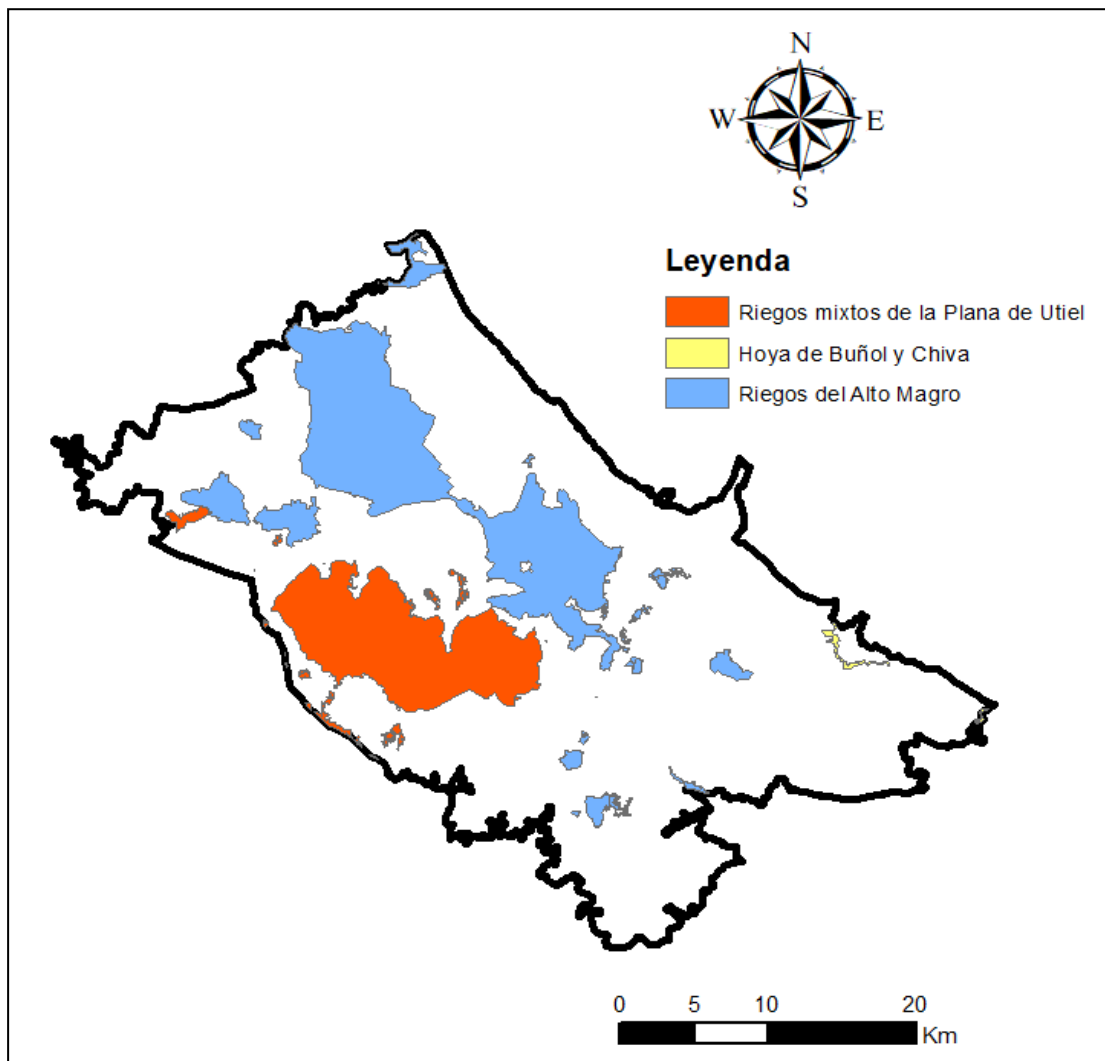 N
W E
S
Leyenda
Riegos mixtos de la Plana de Utiel
Hoya de Buñol y Chiva
Riegos del Alto Magro
0 5 10 20
Km